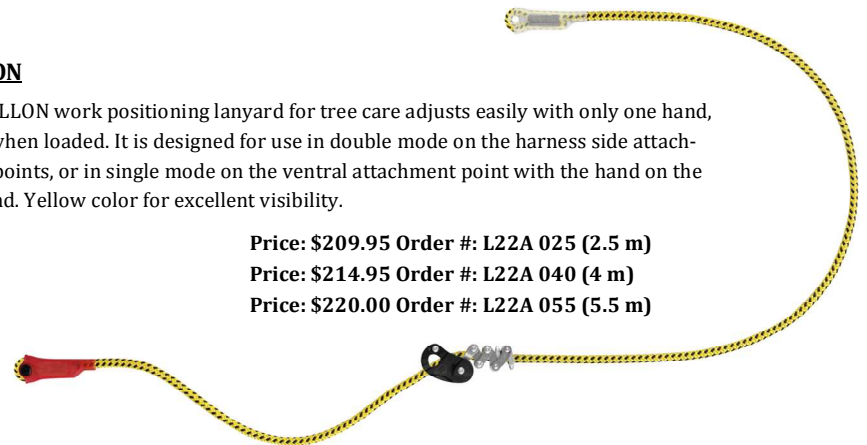 ON
LLON work positioning lanyard for tree care adjusts easily with only one hand,
when loaded. It is designed for use in double mode on the harness side attach-
points, or in single mode on the ventral attachment point with the hand on the
nd. Yellow color for excellent visibility.
Price: $209.95 Order #: L22A 025 (2.5 m)
Price: $214.95 Order #: L22A 040 (4 m)
Price: $220.00 Order #: L22A 055 (5.5 m)